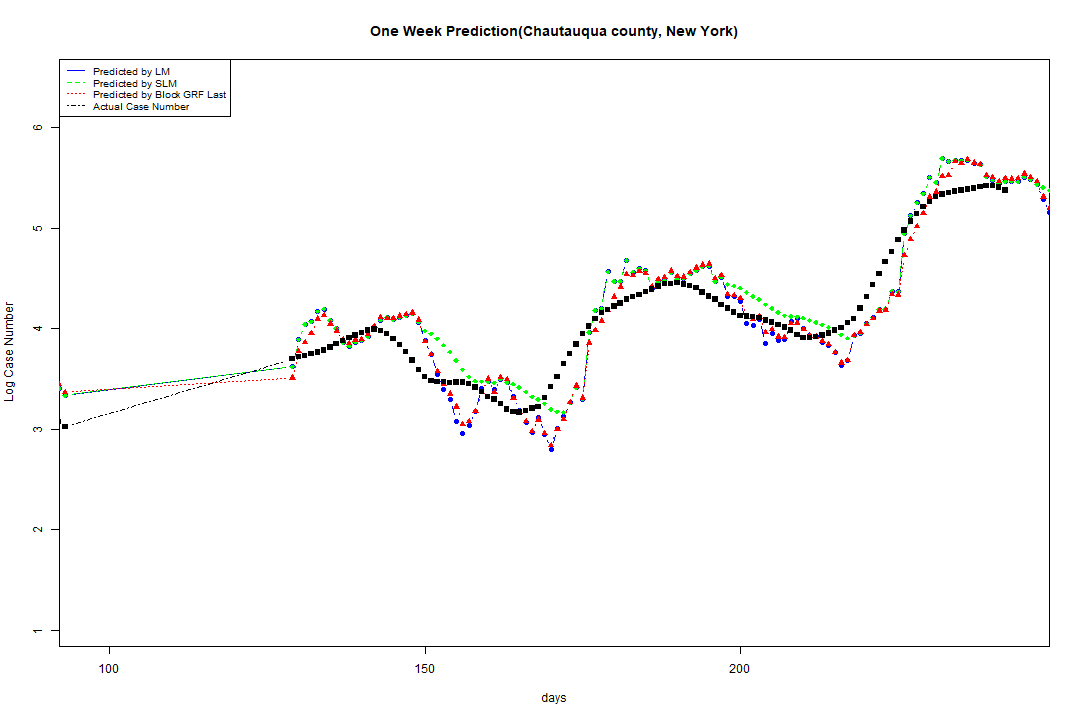 One Week Prediction(Chautauqua county, New York)
Predicted by LM
Predicted by SLM
Predicted by Block GRF Last
Actual Case Number
Log Case Number
6
5
4
3
2
1
100 150 200
days